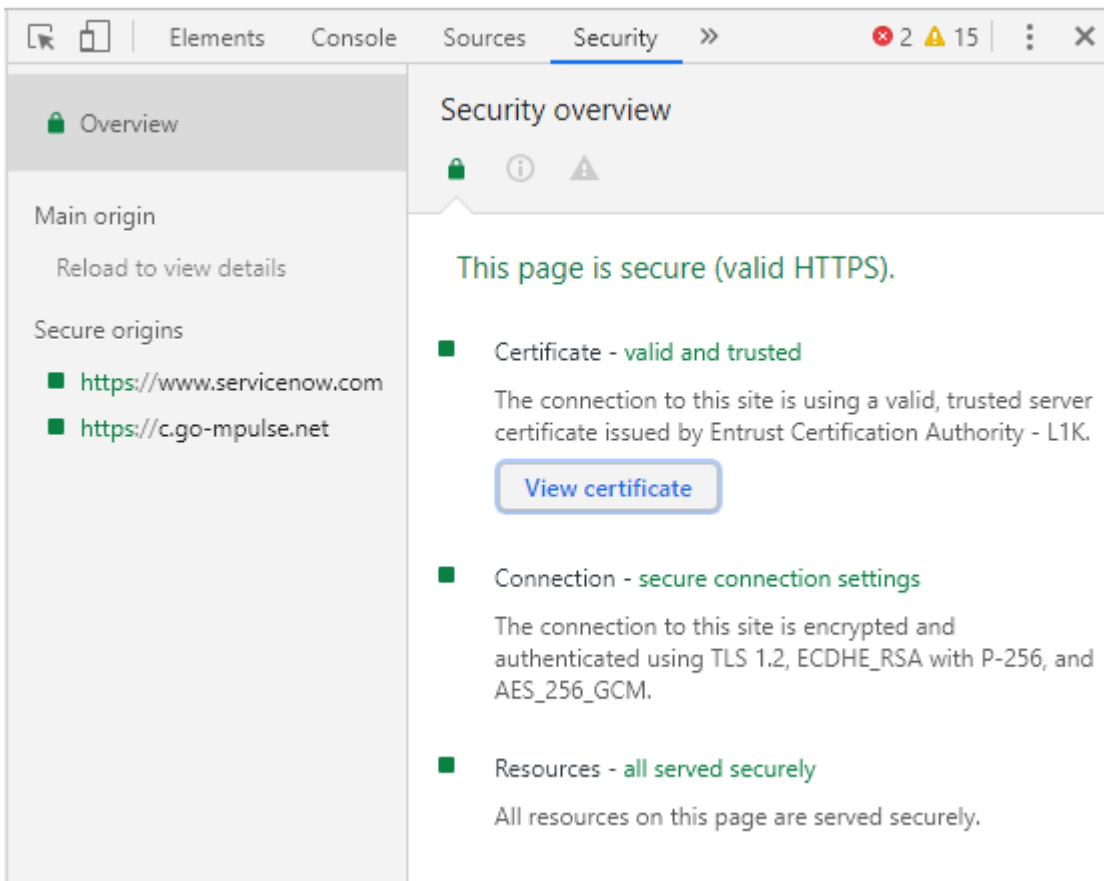 Elements Console Sources Security » 2 15
Overview
Main origin
Reload to view details
Secure origins
https://www.servicenow.com
https://c.go-mpulse.net
Security overview
This page is secure (valid HTTPS).
Certificate - valid and trusted
The connection to this site is using a valid, trusted server
certificate issued by Entrust Certification Authority - L1K.
View certificate
Connection - secure connection settings
The connection to this site is encrypted and
authenticated using TLS 1.2, ECDHE_RSA with P-256, and
AES_256_GCM.
Resources - all served securely
All resources on this page are served securely.